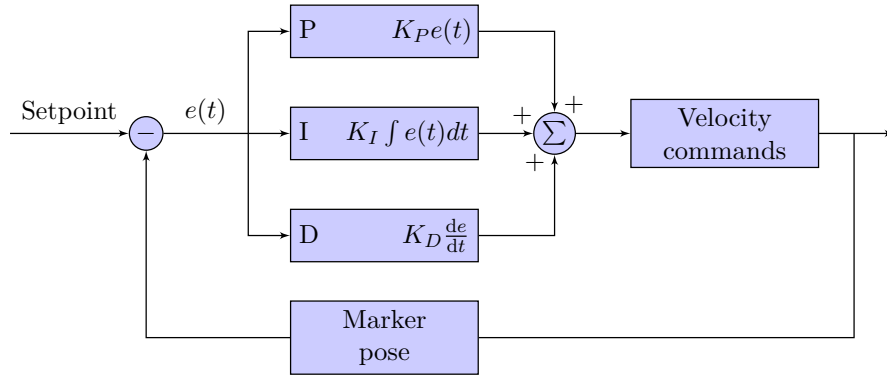 P K_P e(t)
Setpoint
e(t)
−
I K_I ∫ e(t)dt
+
+
∑
+
Velocity
commands
D K_D de/dt
Marker
pose